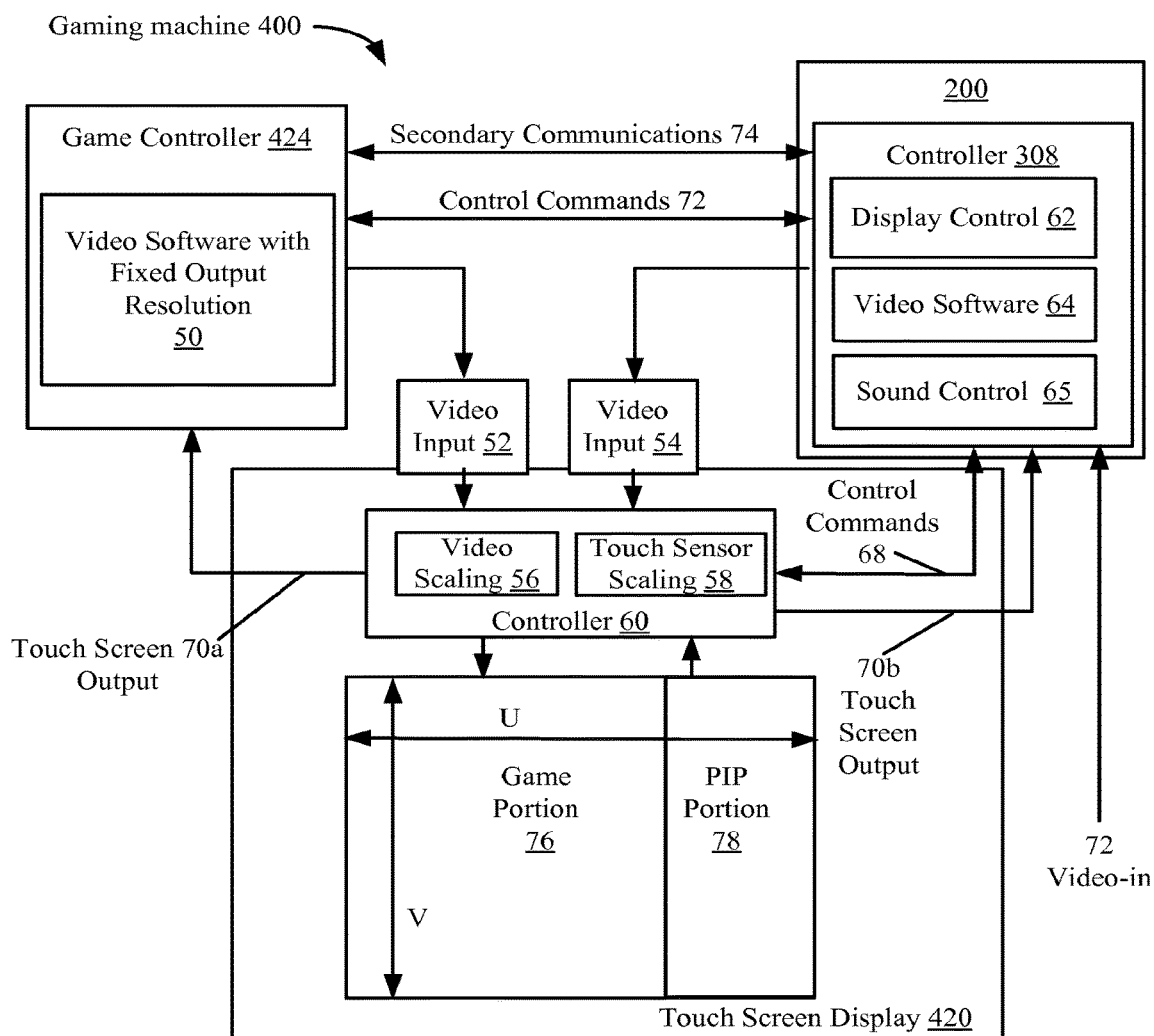 Gaming machine 400
200
Game Controller 424
Secondary Communications 74
Controller 308
Control Commands 72
Display Control 62
Video Software with
Fixed Output
Resolution
50
Video Software 64
Sound Control 65
Video
Input 52
Video
Input 54
Control
Commands
68
Video
Scaling 56
Touch Sensor
Scaling 58
Controller 60
Touch Screen 70a
Output
70b
Touch
Screen
Output
U
Game
Portion
76
PIP
Portion
78
72
Video-in
V
Touch Screen Display 420